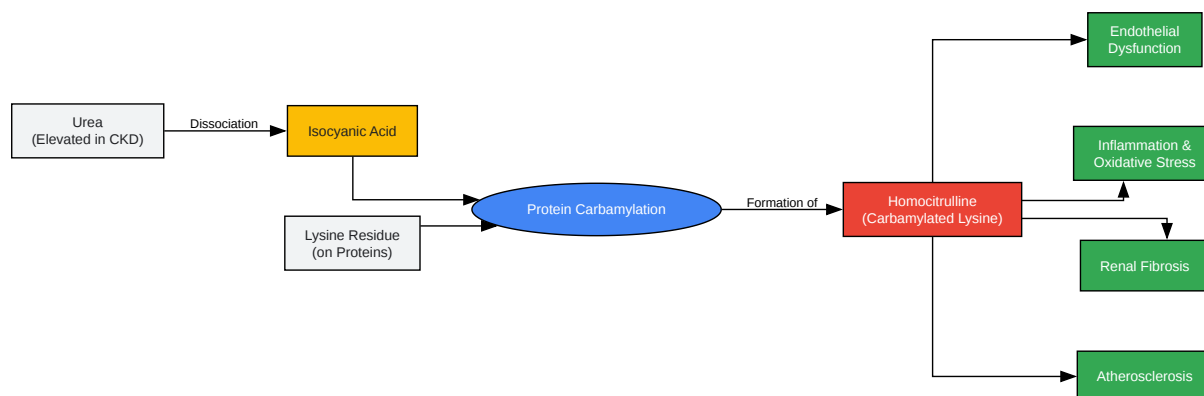 Urea
(Elevated in CKD)
Dissociation
Isocyanic Acid
Lysine Residue
(on Proteins)
Protein Carbamylation
Formation of
Homocitrulline
(Carbamylated Lysine)
Endothelial
Dysfunction
Inflammation &
Oxidative Stress
Renal Fibrosis
Atherosclerosis